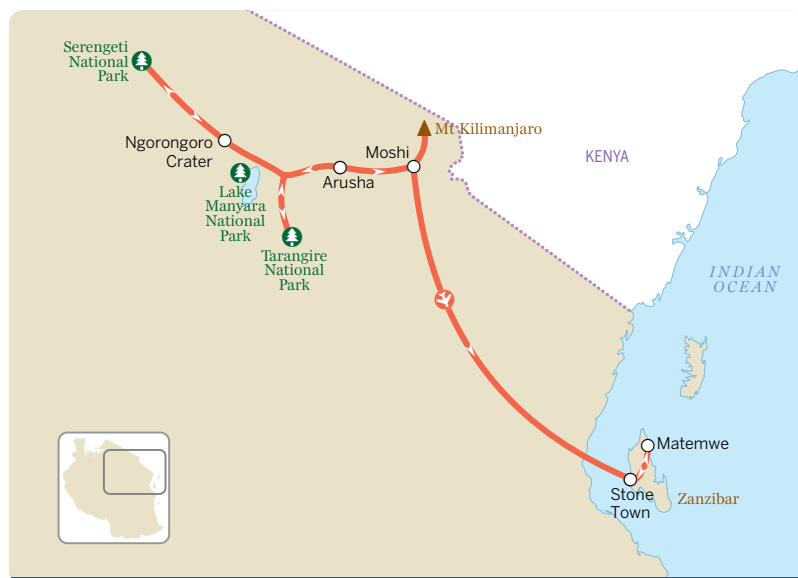 Serengeti
National
Park
Mt Kilimanjaro
Ngorongoro
Crater
Moshi
KENYA
Arusha
Lake
Manyara
National
Park
Tarangire
National
Park
INDIAN
OCEAN
Matemwe
Stone
Town
Zanzibar